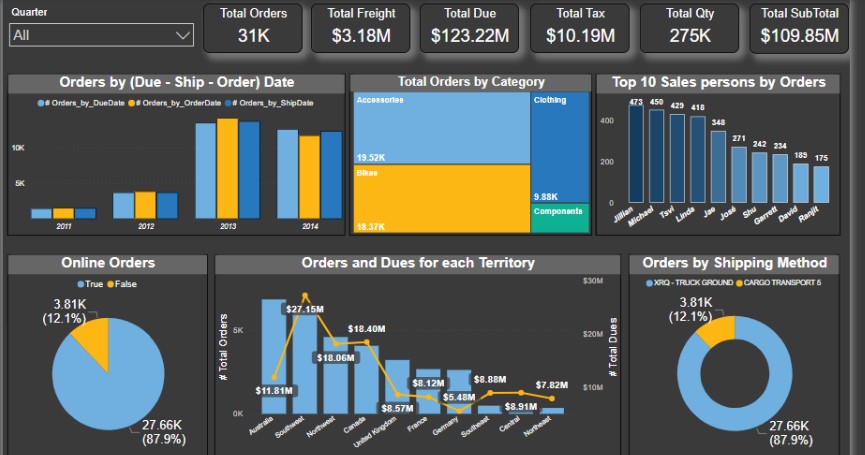 Quarter
All
Total Orders
31K
Total Freight
$3.18M
Total Due
$123.22M
Total Tax
$10.19M
Total Qty
275K
Total SubTotal
$109.85M
Orders by (Due - Ship - Order) Date
# Orders_by_DueDate # Orders_by_OrderDate # Orders_by_ShipDate
10K
5K
2011 2012 2013 2014
Total Orders by Category
Accessories
19.52K
Bikes
18.37K
Clothing
9.88K
Components
Top 10 Sales persons by Orders
400
200
0
473 450 429 418 348 271 242 234 189 175
Jillian Michael Tsvi Linda Jae José Shu Garrett David Ranjit
Online Orders
True False
3.81K
(12.1%)
27.66K
(87.9%)
Orders and Dues for each Territory
# Total Orders
5K
0K
$11.81M $27.15M $18.06M $18.40M $8.57M $8.12M $5.48M $8.88M $8.91M $7.82M
Australia Southwest Northwest Canada United Kingdom France Germany Southeast Central Northeast
$30M
$20M
$10M
# Total Dues
Orders by Shipping Method
XRQ - TRUCK GROUND CARGO TRANSPORT 5
3.81K
(12.1%)
27.66K
(87.9%)